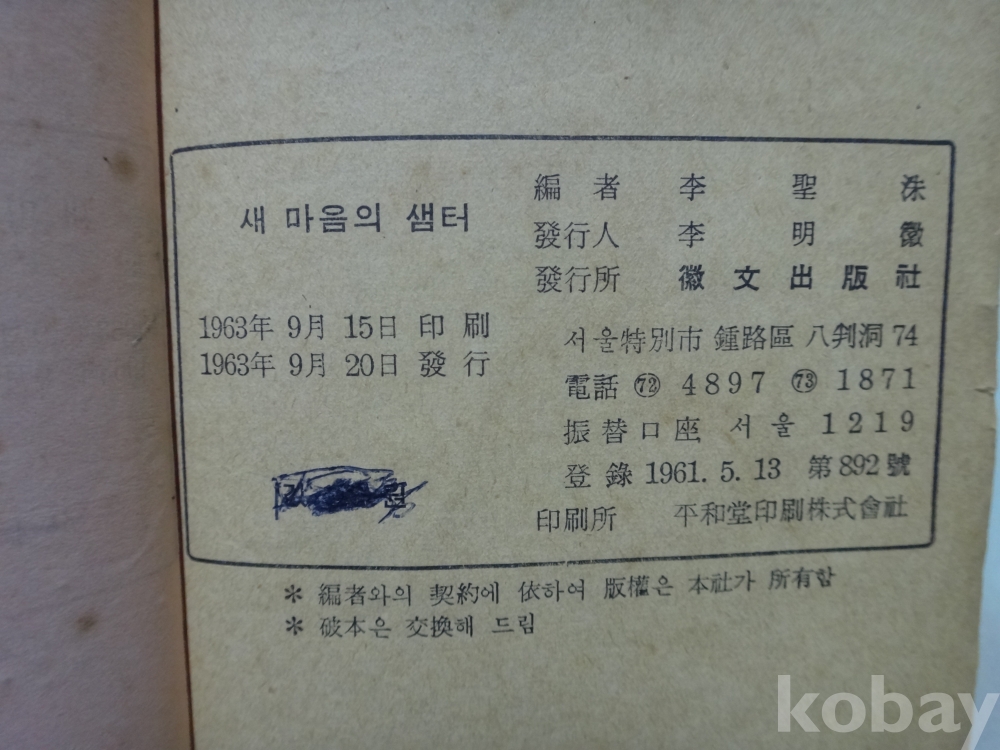 새 마음의 샘터
1963年 9月 15日 印刷
1963年 9月 20日 發行
編者 李聖洙
發行人 李明徽
發行所 徽文出版社
서울特別市 鍾路區 八判洞 74
電話 ㉒ 4897 ㉓ 1871
振替口座 서울 1219
登錄 1961. 5. 13 第892號
印刷所 平和堂印刷株式會社
* 編者와의 契約에 依하여 版權은 本社가 所有함
* 破本은 交換해 드림
kobay